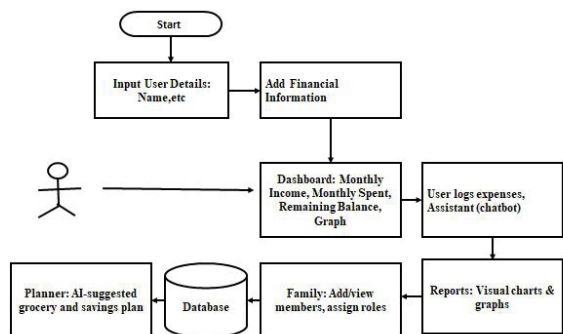 Start
Input User Details:
Name,etc
Add Financial
Information
Dashboard: Monthly
Income, Monthly Spent,
Remaining Balance,
Graph
User logs expenses,
Assistant (chatbot)
Planner: AI-suggested
grocery and savings plan
Database
Family: Add/view
members, assign roles
Reports: Visual charts &
graphs